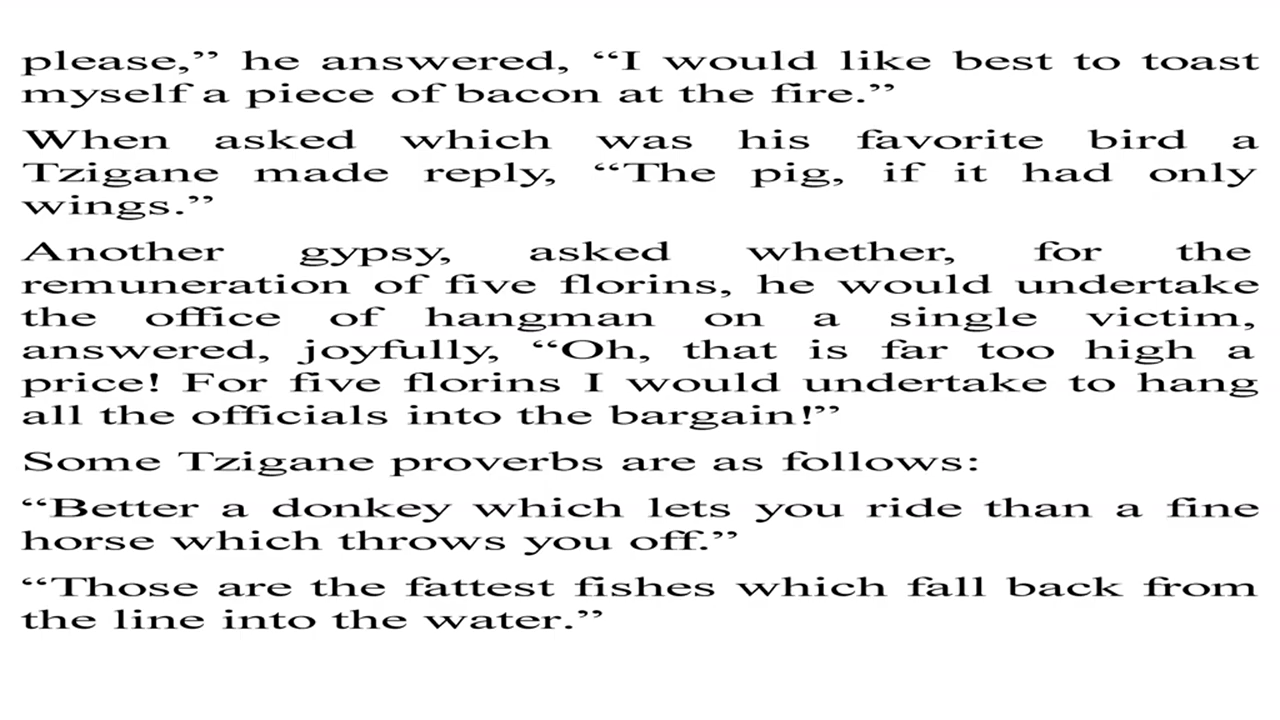 please,” he answered, “I would like best to toast
myself a piece of bacon at the fire.”
When asked which was his favorite bird a
Tzigane made reply, “The pig, if it had only
wings.”
Another gypsy, asked whether, for the
remuneration of five florins, he would undertake
the office of hangman on a single victim,
answered, joyfully, “Oh, that is far too high a
price! For five florins I would undertake to hang
all the officials into the bargain!”
Some Tzigane proverbs are as follows:
“Better a donkey which lets you ride than a fine
horse which throws you off.”
“Those are the fattest fishes which fall back from
the line into the water.”